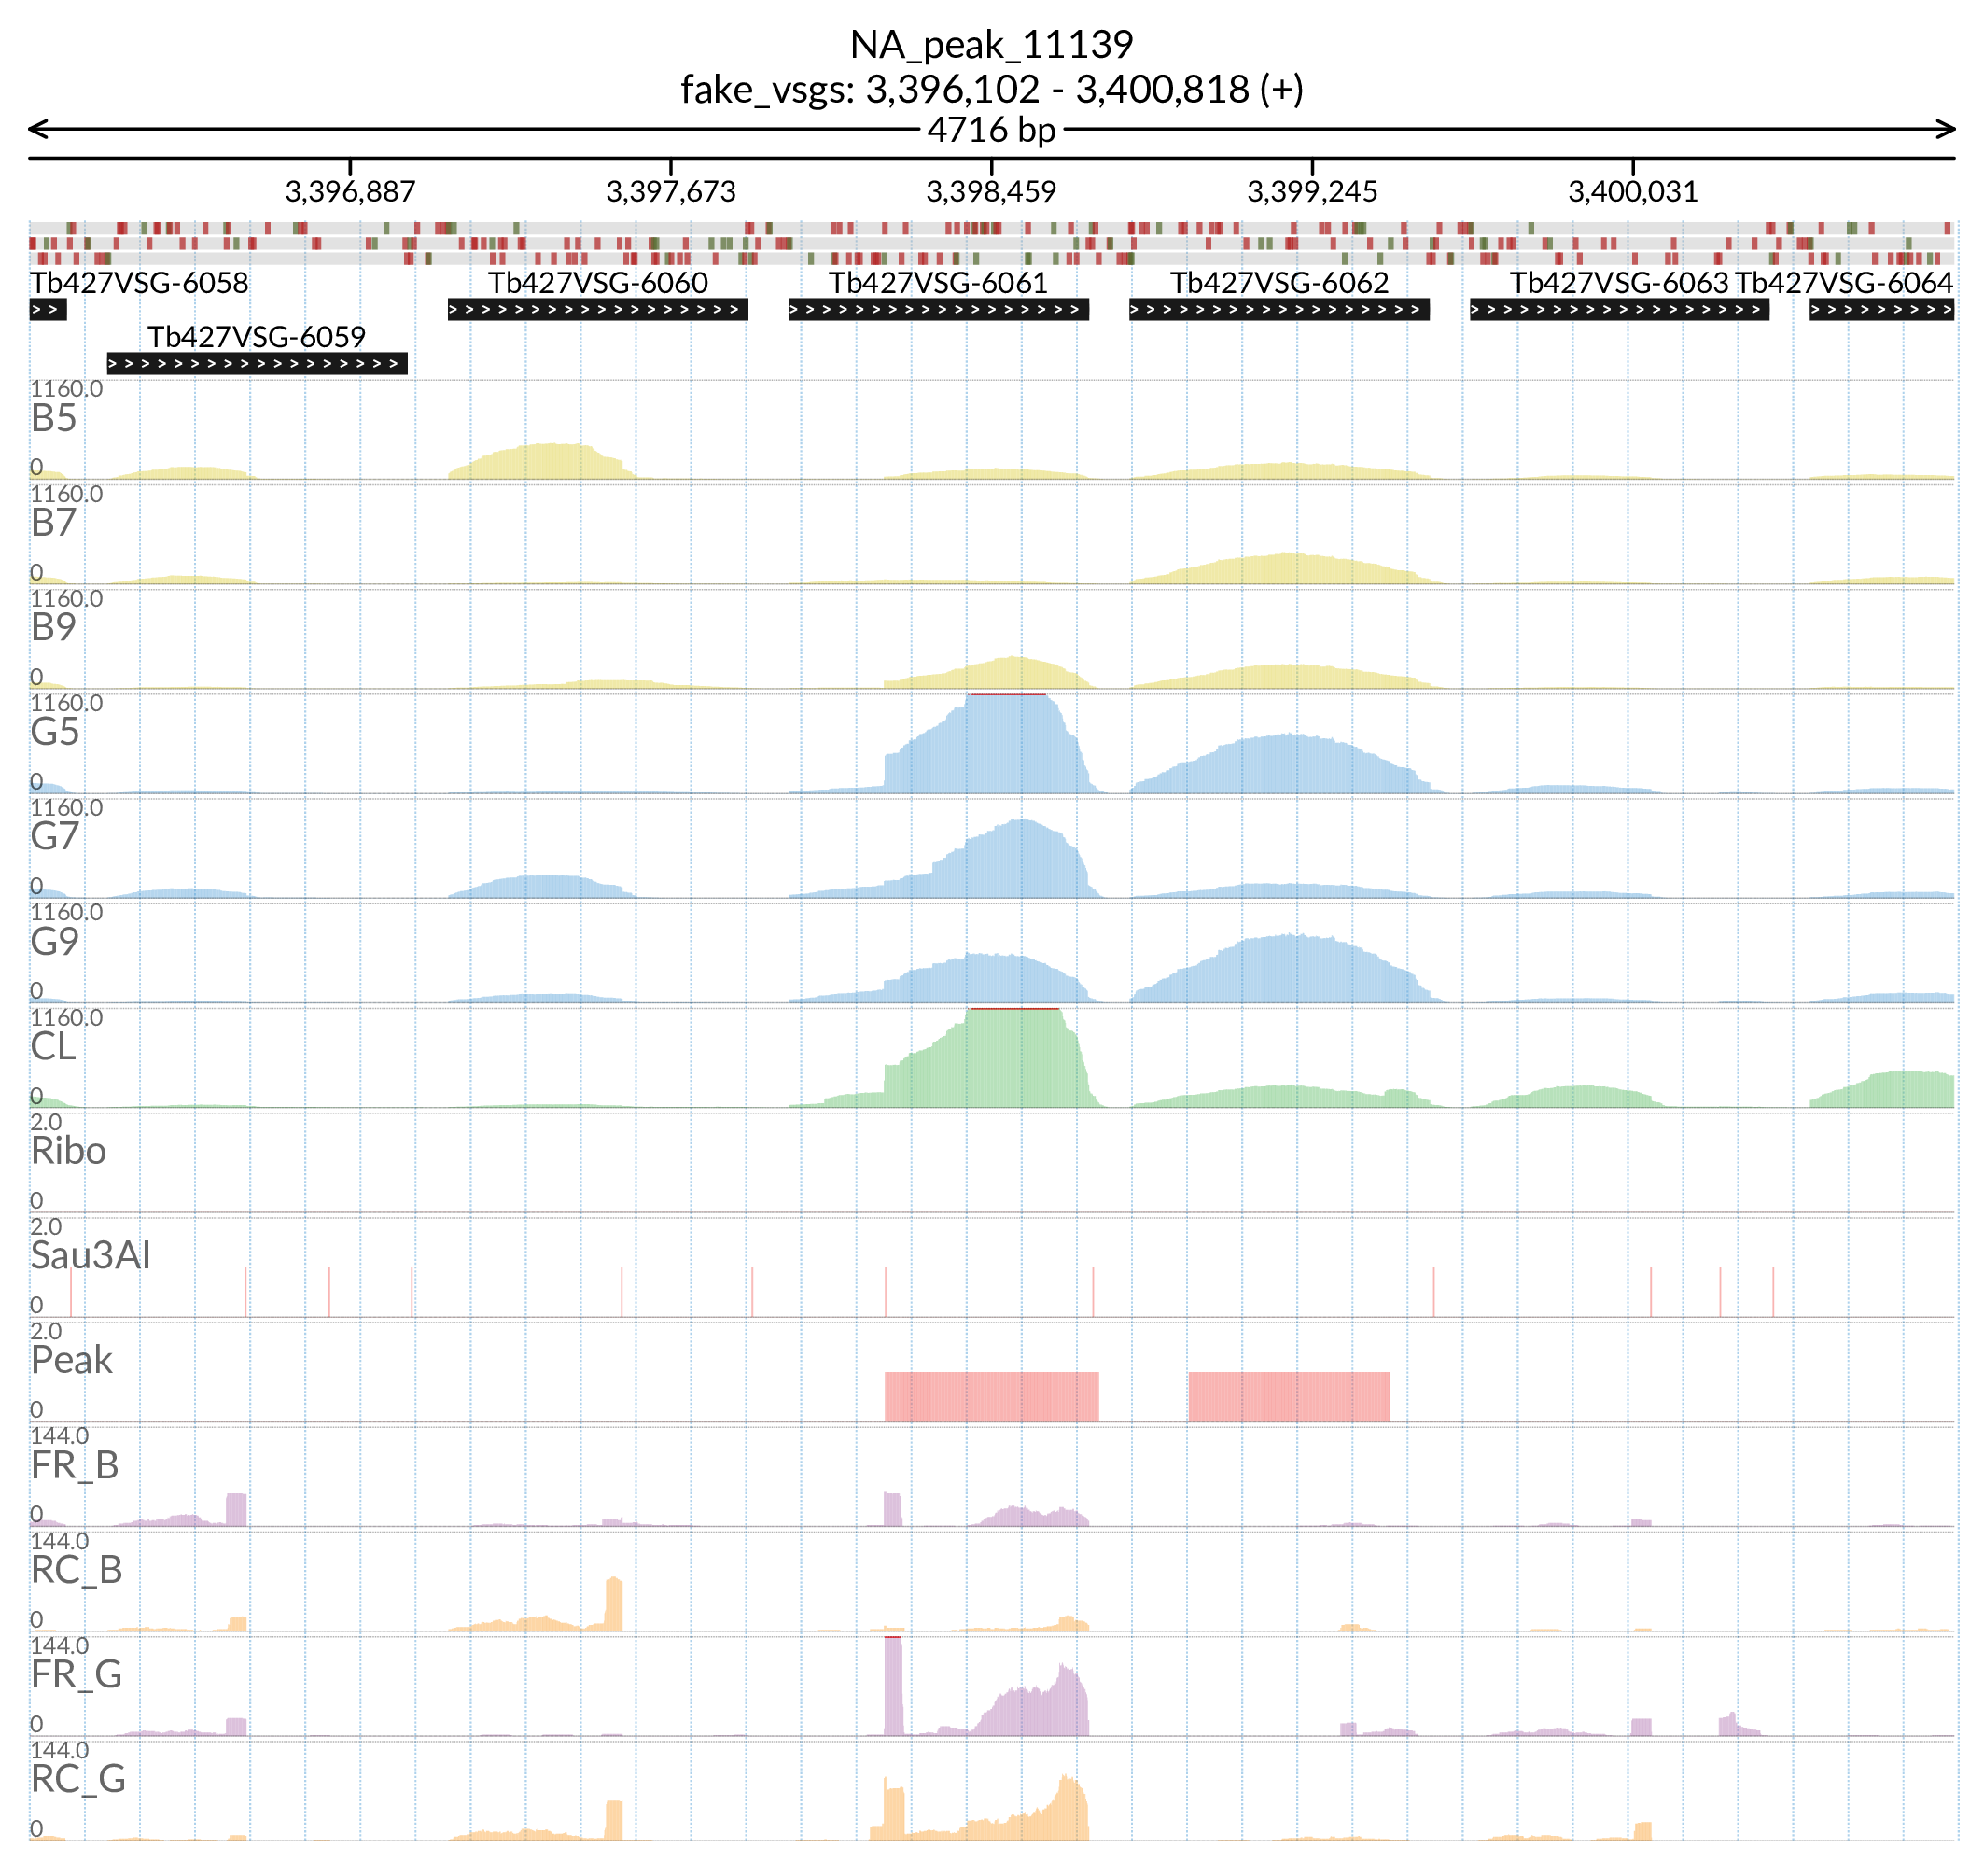 NA_peak_11139
fake_vsgs: 3,396,102 - 3,400,818 (+)
4716 bp
3,396,887 3,397,673 3,398,459 3,399,245 3,400,031
Tb427VSG-6058 Tb427VSG-6060 Tb427VSG-6061 Tb427VSG-6062 Tb427VSG-6063 Tb427VSG-6064
Tb427VSG-6059
1160.0
B5
0
1160.0
B7
0
1160.0
B9
0
1160.0
G5
0
1160.0
G7
0
1160.0
G9
0
1160.0
CL
0
2.0
Ribo
0
2.0
Sau3AI
0
2.0
Peak
0
144.0
FR_B
0
144.0
RC_B
0
144.0
FR_G
0
144.0
RC_G
0